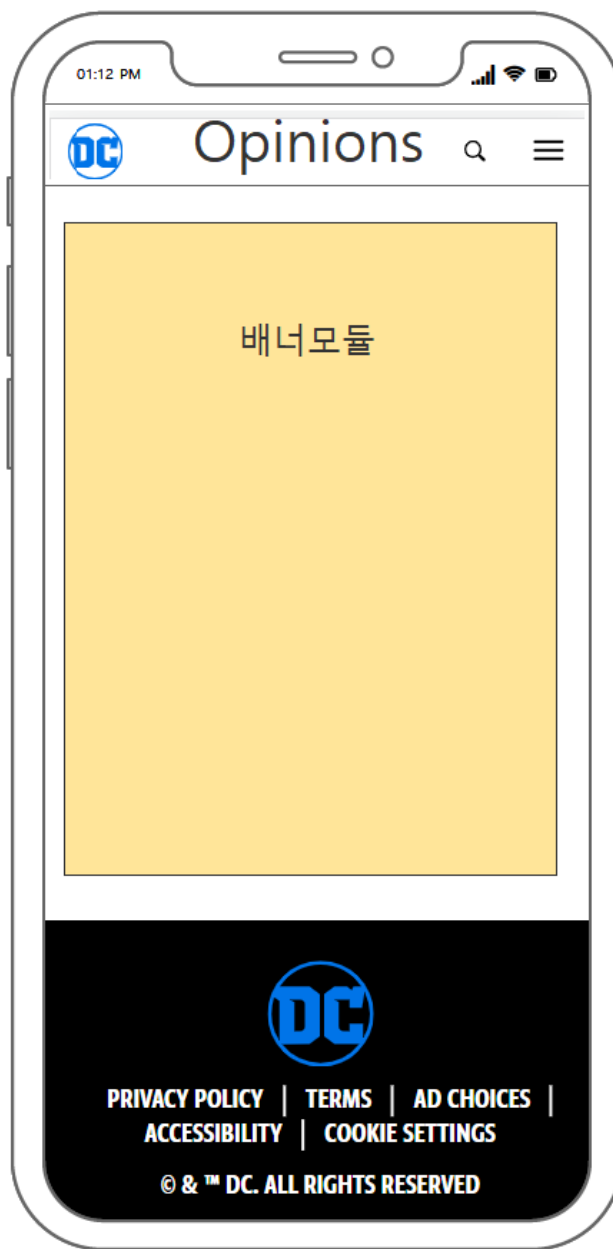 01:12 PM
DC Opinions
배너모듈
DC
PRIVACY POLICY | TERMS | AD CHOICES |
ACCESSIBILITY | COOKIE SETTINGS
© & ™ DC. ALL RIGHTS RESERVED